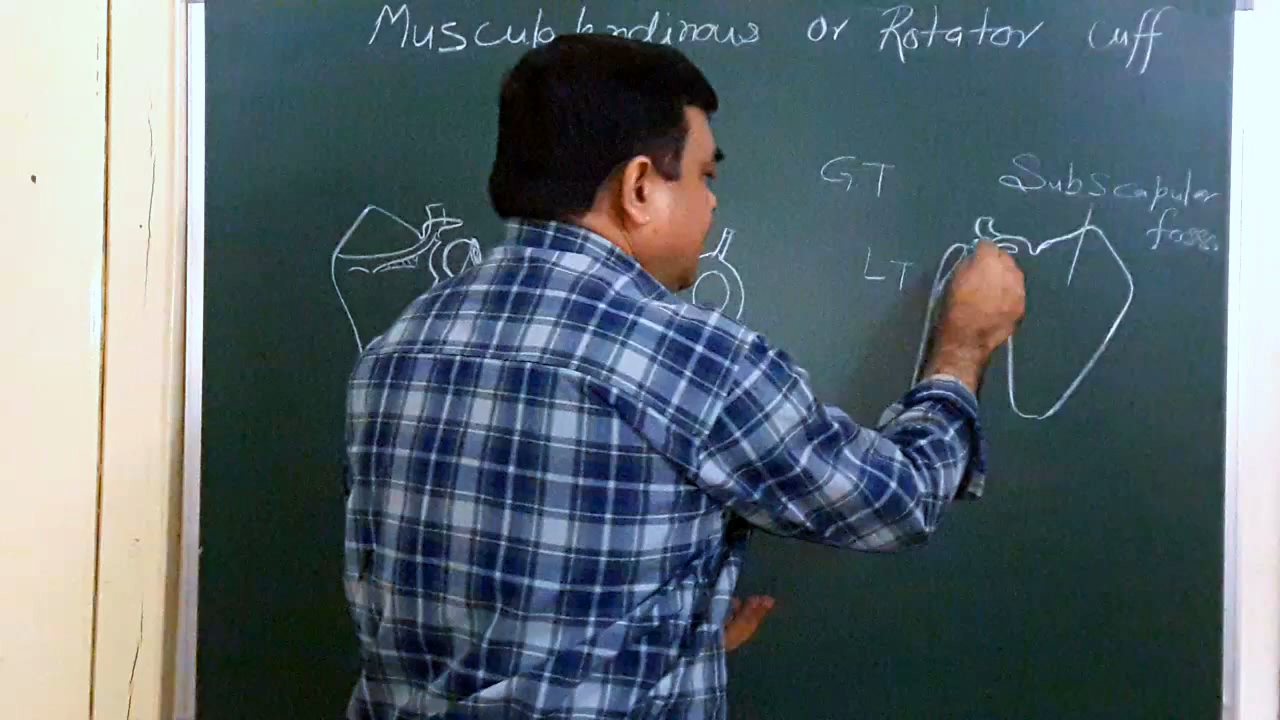 Musculotendinous or Rotator cuff
GT
Subscapular
fossa
LT